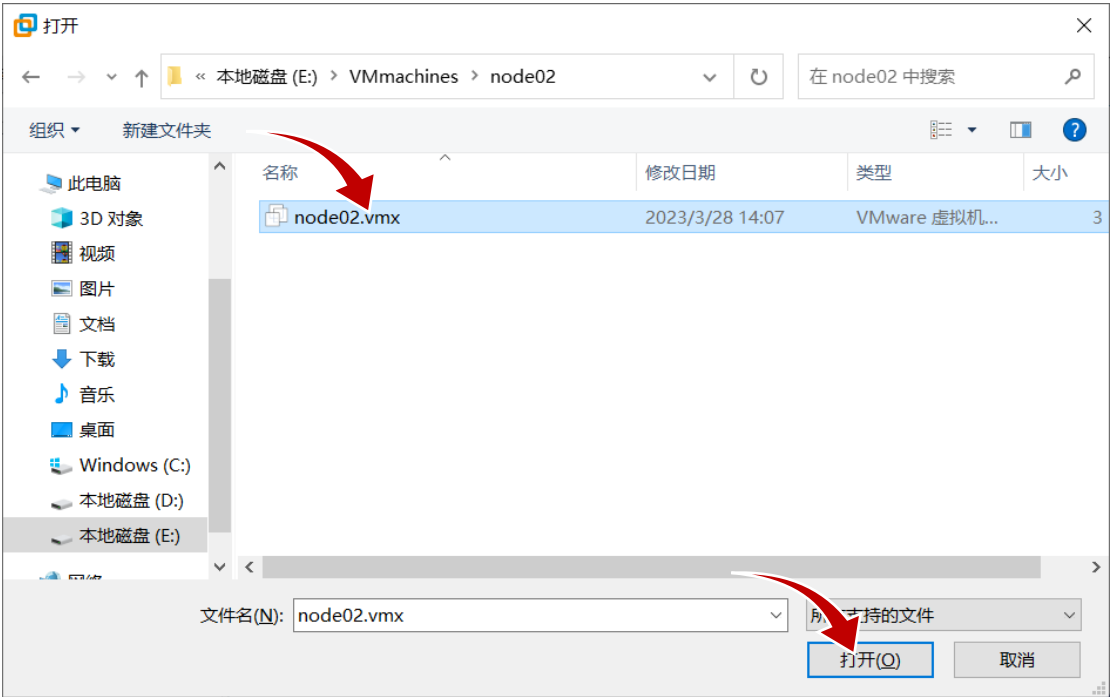 打开
« 本地磁盘 (E:) > VMmachines > node02
在 node02 中搜索
组织 新建文件夹
名称 修改日期 类型 大小
node02.vmx 2023/3/28 14:07 VMware 虚拟机... 3
此电脑
3D 对象
视频
图片
文档
下载
音乐
桌面
Windows (C:)
本地磁盘 (D:)
本地磁盘 (E:)
文件名(N): node02.vmx
支持的文件
打开(O) 取消